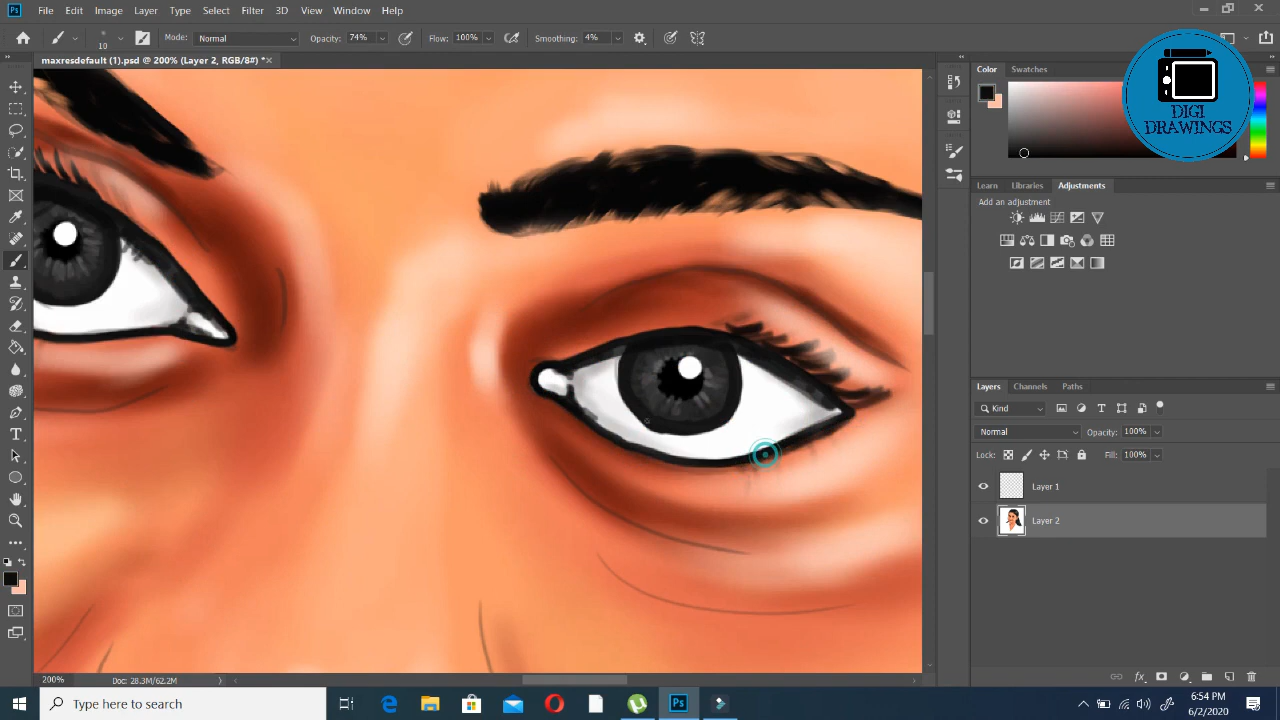 Ps File Edit Image Layer Type Select Filter 3D View Window Help
10 Mode: Normal Opacity: 74% Flow: 100% Smoothing: 4%
maxresdefault (1).psd @ 200% (Layer 2, RGB/8#) *
Color Swatches
DIGI
DRAWINGS
Learn Libraries Adjustments
Add an adjustment
Layers Channels Paths
Kind
Normal Opacity: 100%
Lock: Fill: 100%
Layer 1
Layer 2
200% Doc: 28.3M/62.2M
Type here to search
Ps
6:54 PM
6/2/2020